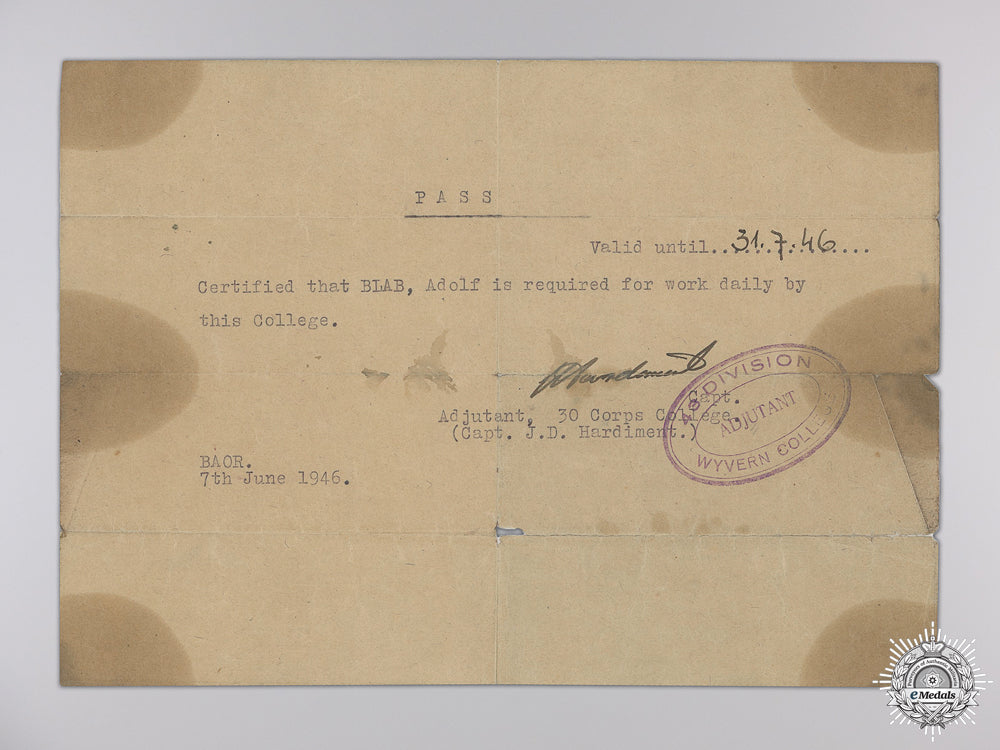 P A S S
Valid until..31.7.46....
Certified that BLAB, Adolf is required for work daily by
this College.
Capt.
Adjutant, 30 Corps College.
(Capt. J.D. Hardiment.)
BAOR.
7th June 1946.
DIVISION
ADJUTANT
WYVERN COLLEGE
eMedals